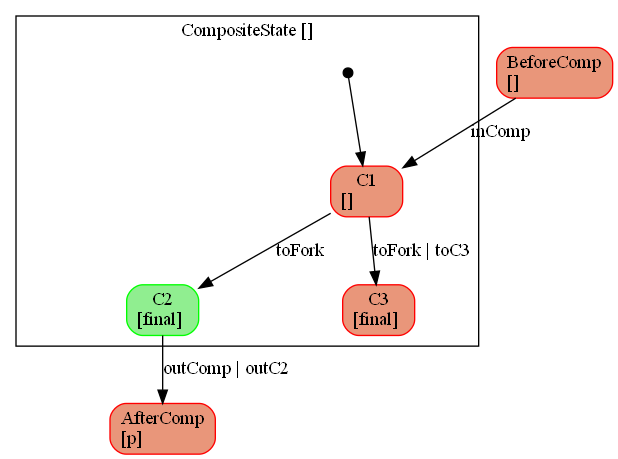 CompositeState []
BeforeComp
[]
inComp
C1
[]
toFork
toFork | toC3
C2
[final]
C3
[final]
outComp | outC2
AfterComp
[p]